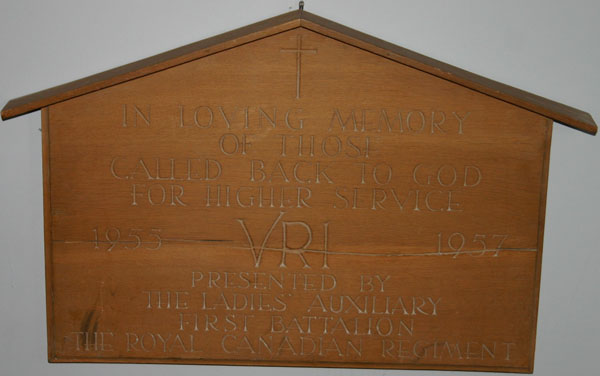 IN LOVING MEMORY
OF THOSE
CALLED BACK TO GOD
FOR HIGHER SERVICE
1953 VRI 1957
PRESENTED BY
THE LADIES' AUXILIARY
FIRST BATTALION
THE ROYAL CANADIAN REGIMENT